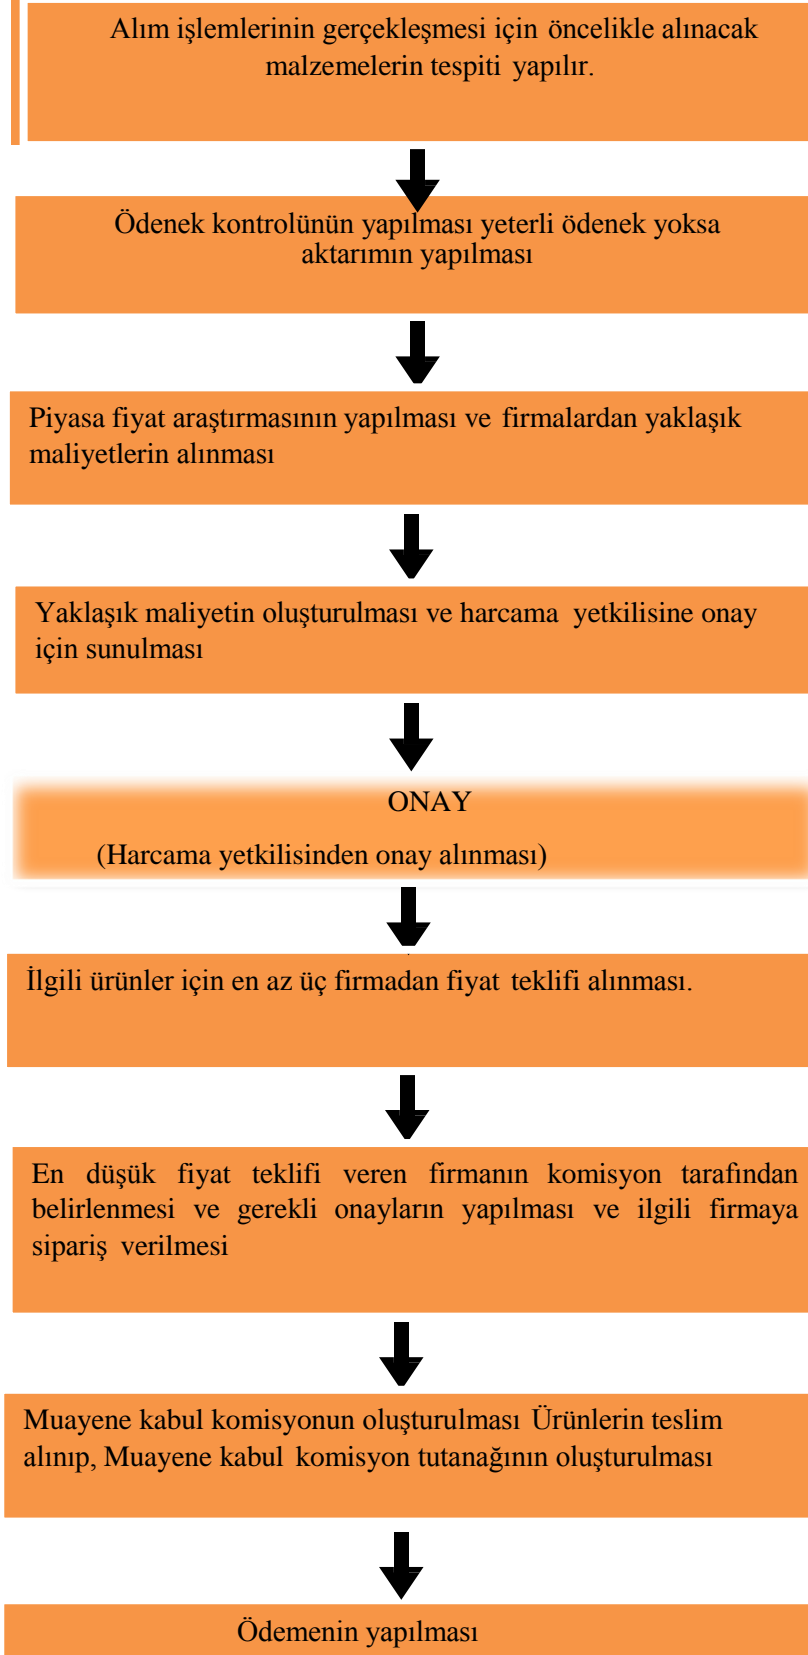 Alım işlemlerinin gerçekleşmesi için öncelikle alınacak
malzemelerin tespiti yapılır.
Ödenek kontrolünün yapılması yeterli ödenek yoksa
aktarımın yapılması
Piyasa fiyat araştırmasının yapılması ve firmalardan yaklaşık
maliyetlerin alınması
Yaklaşık maliyetin oluşturulması ve harcama yetkilisine onay
için sunulması
ONAY
(Harcama yetkilisinden onay alınması)
İlgili ürünler için en az üç firmadan fiyat teklifi alınması.
En düşük fiyat teklifi veren firmanın komisyon tarafından
belirlenmesi ve gerekli onayların yapılması ve ilgili firmaya
sipariş verilmesi
Muayene kabul komisyonun oluşturulması Ürünlerin teslim
alınıp, Muayene kabul komisyon tutanağının oluşturulması
Ödemenin yapılması